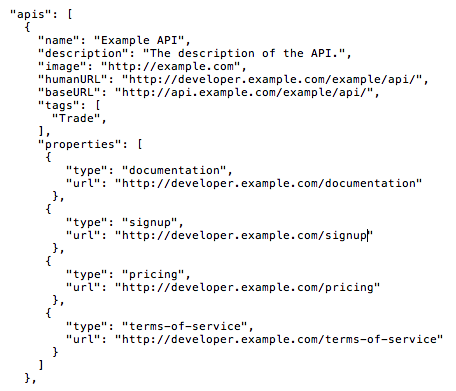 "apis": [
{
"name": "Example API",
"description": "The description of the API.",
"image": "http://example.com",
"humanURL": "http://developer.example.com/example/api/",
"baseURL": "http://api.example.com/example/api/",
"tags": [
"Trade",
],
"properties": [
{
"type": "documentation",
"url": "http://developer.example.com/documentation"
},
{
"type": "signup",
"url": "http://developer.example.com/signup"
},
{
"type": "pricing",
"url": "http://developer.example.com/pricing"
},
{
"type": "terms-of-service",
"url": "http://developer.example.com/terms-of-service"
}
]
},